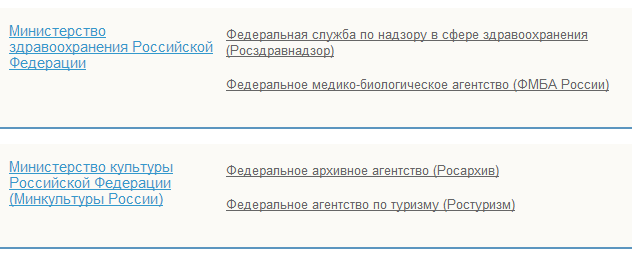 Министерство
здравоохранения Российской
Федерации
Федеральная служба по надзору в сфере здравоохранения
(Росздравнадзор)
Федеральное медико-биологическое агентство (ФМБА России)
Министерство культуры
Российской Федерации
(Минкультуры России)
Федеральное архивное агентство (Росархив)
Федеральное агентство по туризму (Ростуризм)